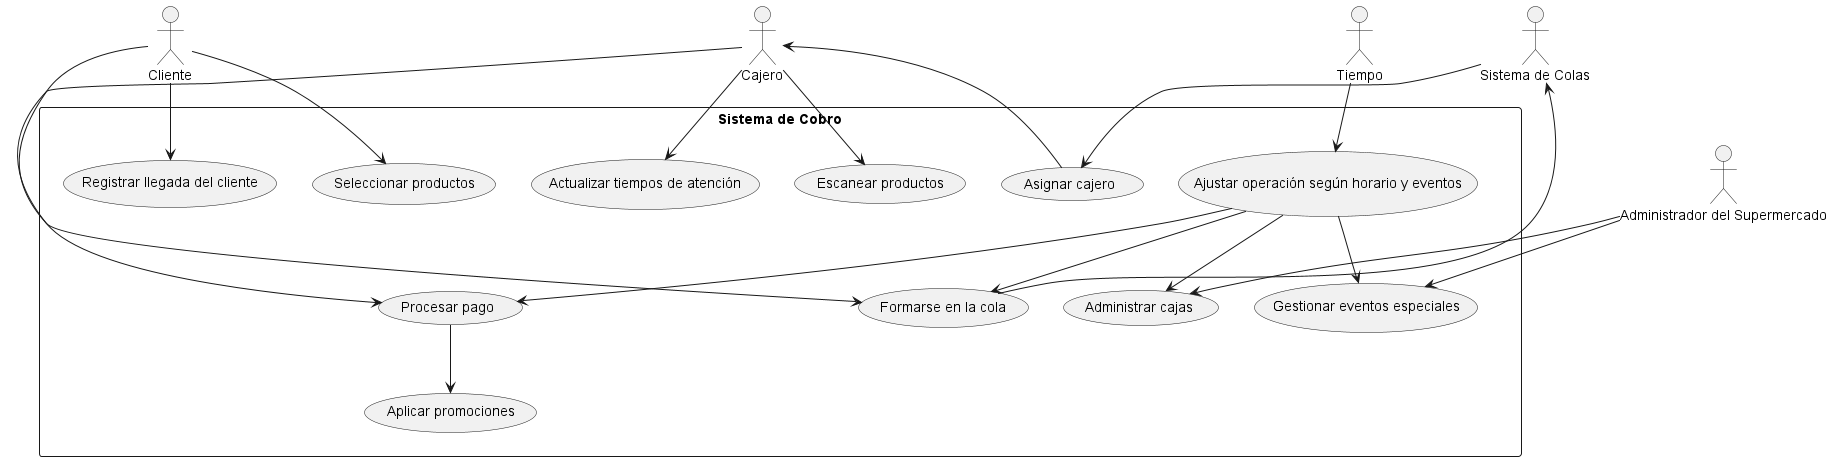 Cliente
Cajero
Tiempo
Sistema de Colas
Sistema de Cobro
Registrar llegada del cliente
Seleccionar productos
Actualizar tiempos de atención
Escanear productos
Asignar cajero
Ajustar operación según horario y eventos
Administrador del Supermercado
Procesar pago
Formarse en la cola
Administrar cajas
Gestionar eventos especiales
Aplicar promociones